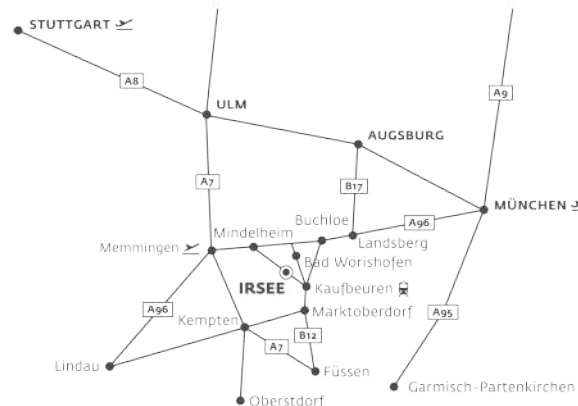 STUTTGART
A8
A9
ULM
AUGSBURG
A7
B17
MÜNCHEN
Buchloe
A96
Mindelheim
Landsberg
Memmingen
Bad Wörishofen
IRSEE
Kaufbeuren
A96
Marktoberdorf
Kempten
A95
B12
A7
Lindau
Füssen
Garmisch-Partenkirchen
Oberstdorf